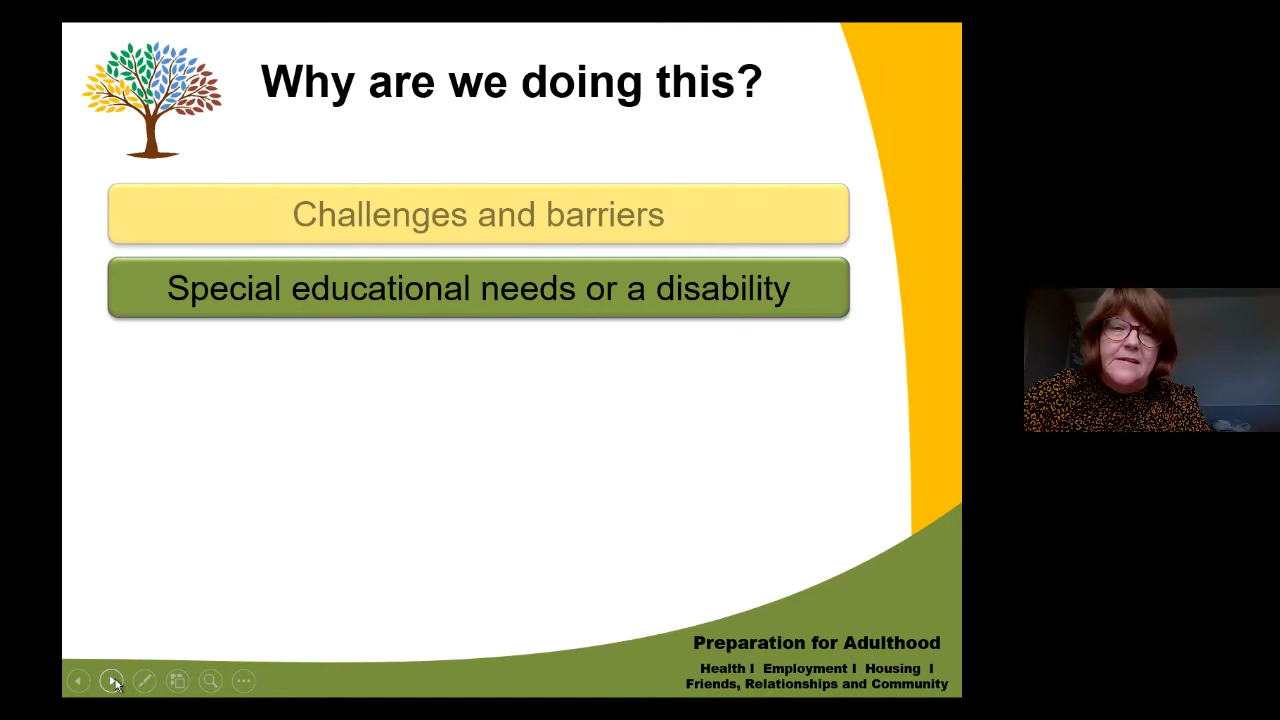 Why are we doing this?
Challenges and barriers
Special educational needs or a disability
Preparation for Adulthood
Health I Employment I Housing I
Friends, Relationships and Community